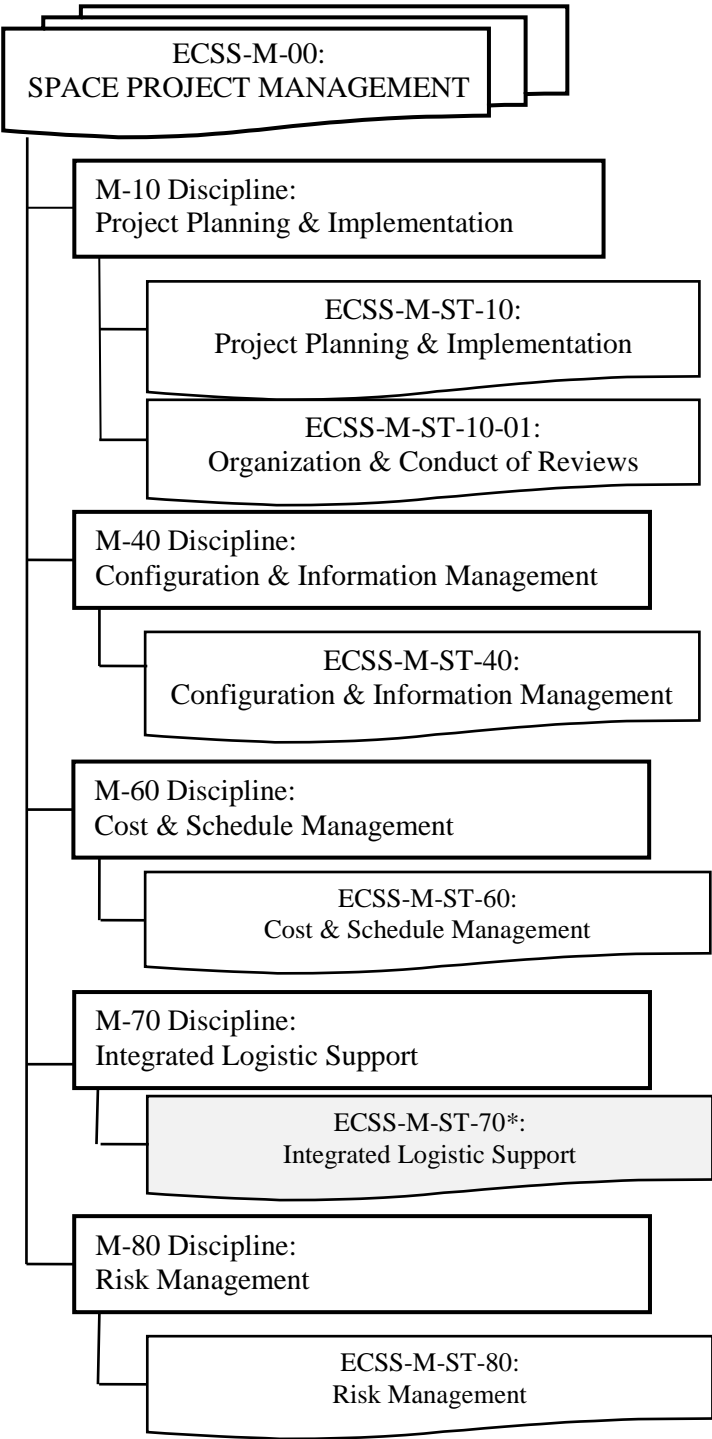 ECSS-M-00:
SPACE PROJECT MANAGEMENT
M-10 Discipline:
Project Planning & Implementation
ECSS-M-ST-10:
Project Planning & Implementation
ECSS-M-ST-10-01:
Organization & Conduct of Reviews
M-40 Discipline:
Configuration & Information Management
ECSS-M-ST-40:
Configuration & Information Management
M-60 Discipline:
Cost & Schedule Management
ECSS-M-ST-60:
Cost & Schedule Management
M-70 Discipline:
Integrated Logistic Support
ECSS-M-ST-70*:
Integrated Logistic Support
M-80 Discipline:
Risk Management
ECSS-M-ST-80:
Risk Management